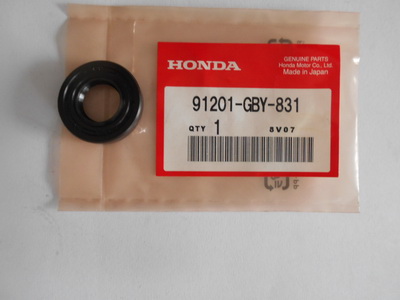 HONDA
GENUINE PARTS
Honda Motor Co., Ltd.
Made in Japan
91201-GBY-831
QTY 1 8V07